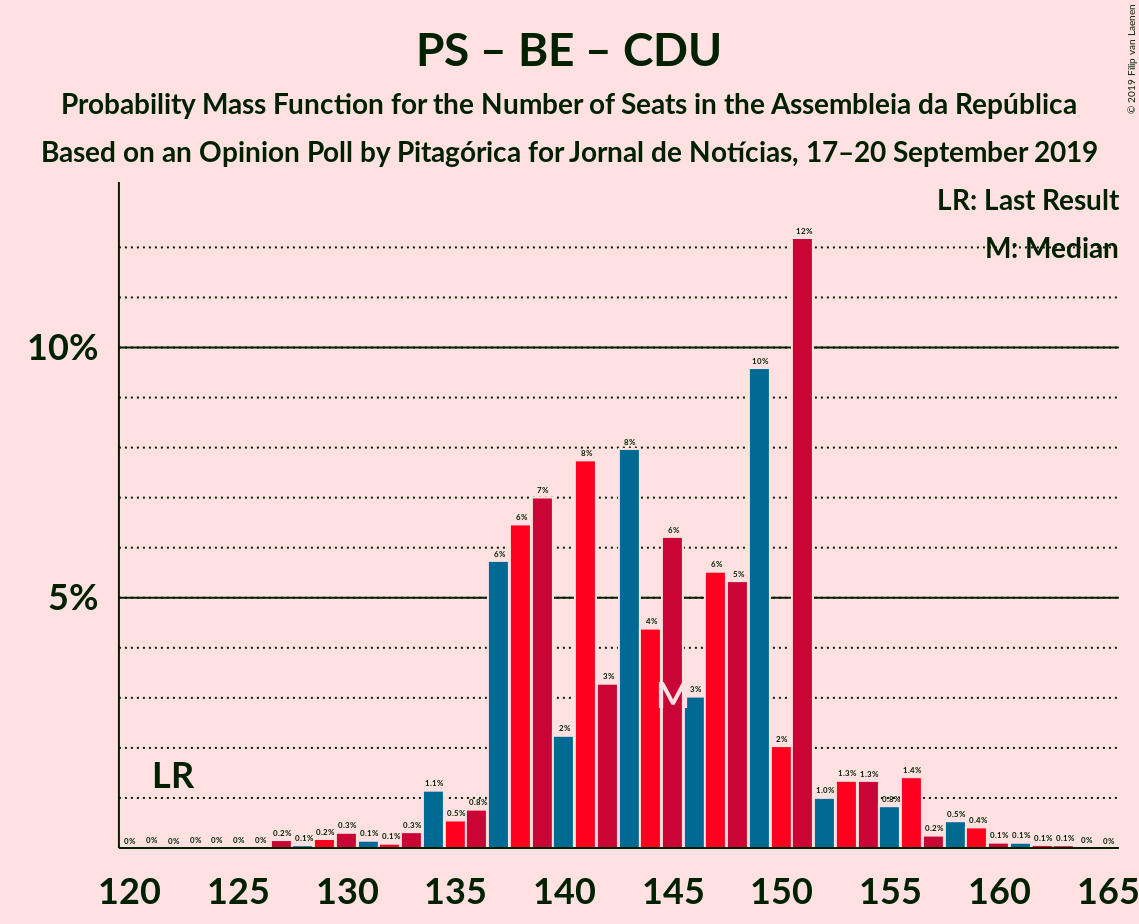 PS – BE – CDU
Probability Mass Function for the Number of Seats in the Assembleia da República
Based on an Opinion Poll by Pitagórica for Jornal de Notícias, 17–20 September 2019
© 2019 Filip van Laenen
LR: Last Result
M: Median
10%
5%
LR
M
0% 0% 0% 0% 0% 0% 0% 0.2% 0.1% 0.2% 0.3% 0.1% 0.1% 0.3% 1.1% 0.5% 0.8% 6% 6% 7% 2% 8% 3% 8% 4% 6% 3% 6% 5% 10% 2% 12% 1.0% 1.3% 1.3% 0.8% 1.4% 0.2% 0.5% 0.4% 0.1% 0.1% 0.1% 0.1% 0% 0%
120 125 130 135 140 145 150 155 160 165